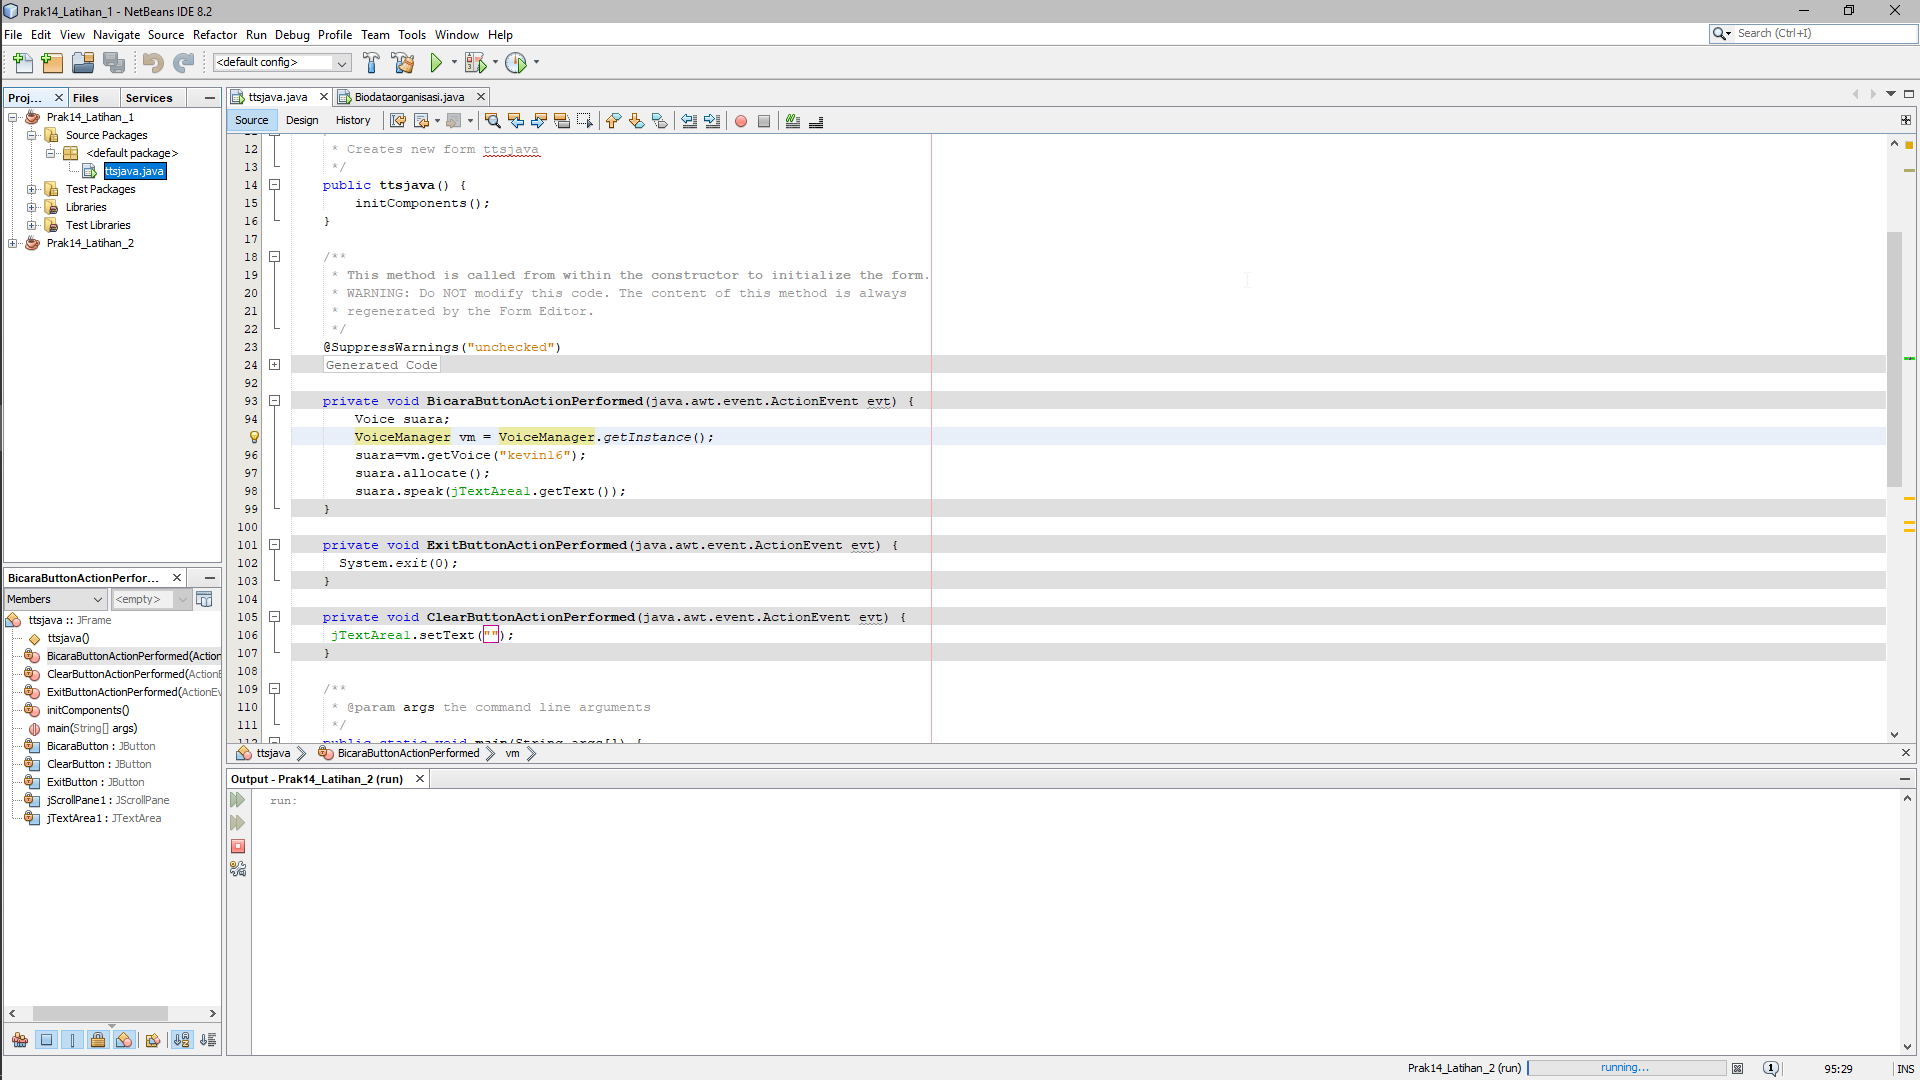 Prak14_Latihan_1 - NetBeans IDE 8.2
File Edit View Navigate Source Refactor Run Debug Profile Team Tools Window Help
Search (Ctrl+I)
<default config>
Proj... Files Services
ttsjava.java Biodataorganisasi.java
Source Design History
Prak14_Latihan_1
Source Packages
<default package>
ttsjava.java
Test Packages
Libraries
Test Libraries
Prak14_Latihan_2
12 * Creates new form ttsjava
13 */
14 public ttsjava() {
15 initComponents();
16 }
17
18 /**
19 * This method is called from within the constructor to initialize the form.
20 * WARNING: Do NOT modify this code. The content of this method is always
21 * regenerated by the Form Editor.
22 */
23 @SuppressWarnings("unchecked")
24 Generated Code
92
93 private void BicaraButtonActionPerformed(java.awt.event.ActionEvent evt) {
94 Voice suara;
VoiceManager vm = VoiceManager.getInstance();
96 suara=vm.getVoice("kevin16");
97 suara.allocate();
98 suara.speak(jTextArea1.getText());
99 }
100
101 private void ExitButtonActionPerformed(java.awt.event.ActionEvent evt) {
102 System.exit(0);
103 }
104
105 private void ClearButtonActionPerformed(java.awt.event.ActionEvent evt) {
106 jTextArea1.setText("");
107 }
108
109 /**
110 * @param args the command line arguments
111 */
112 public static void main(String args[]) {
ttsjava BicaraButtonActionPerformed vm
BicaraButtonActionPerfor...
Members <empty>
ttsjava :: JFrame
ttsjava()
BicaraButtonActionPerformed(Action
ClearButtonActionPerformed(ActionE
ExitButtonActionPerformed(ActionEv
initComponents()
main(String[] args)
BicaraButton : JButton
ClearButton : JButton
ExitButton : JButton
jScrollPane1 : JScrollPane
jTextArea1 : JTextArea
Output - Prak14_Latihan_2 (run)
run:
Prak14_Latihan_2 (run) running... 1 95:29 INS